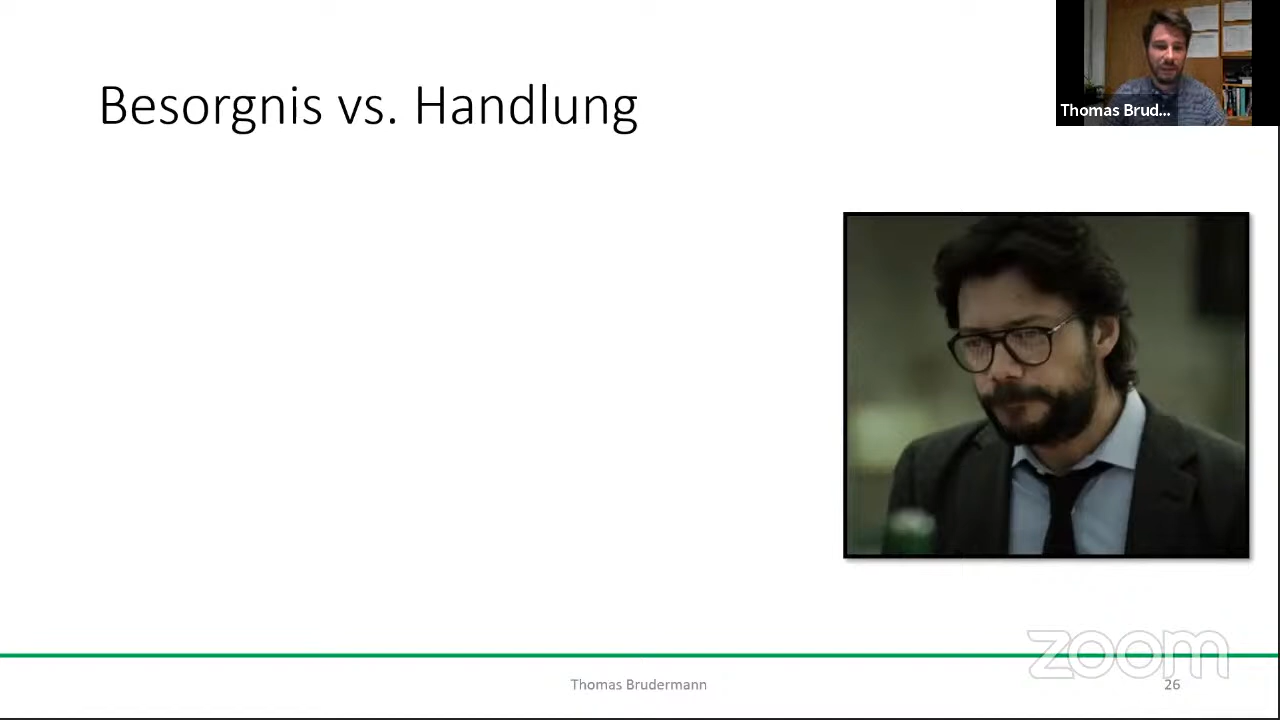 Thomas Brud...
Besorgnis vs. Handlung
zoom
Thomas Brudermann
26